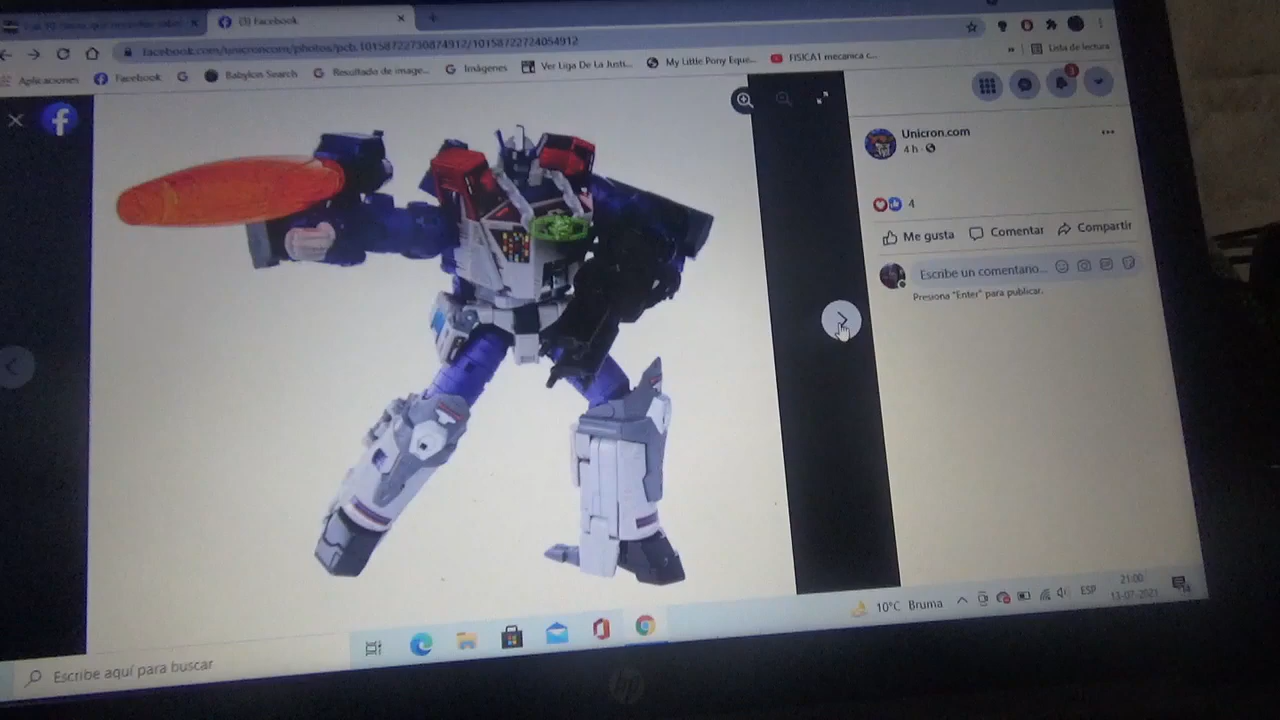 (3) Facebook
facebook.com/unicroncom/photos/pcb.10158722730874912/10158722724054912
Aplicaciones Facebook Babylon Search Resultado de image... Imágenes Ver Liga De La Justi... My Little Pony Eque... FISICA1 mecanica c... » Lista de lectura
3
Unicron.com
4 h ·
4
Me gusta Comentar Compartir
Escribe un comentario...
Presiona "Enter" para publicar.
10°C Bruma ESP 21:00
13-07-2021
Escribe aquí para buscar
hp